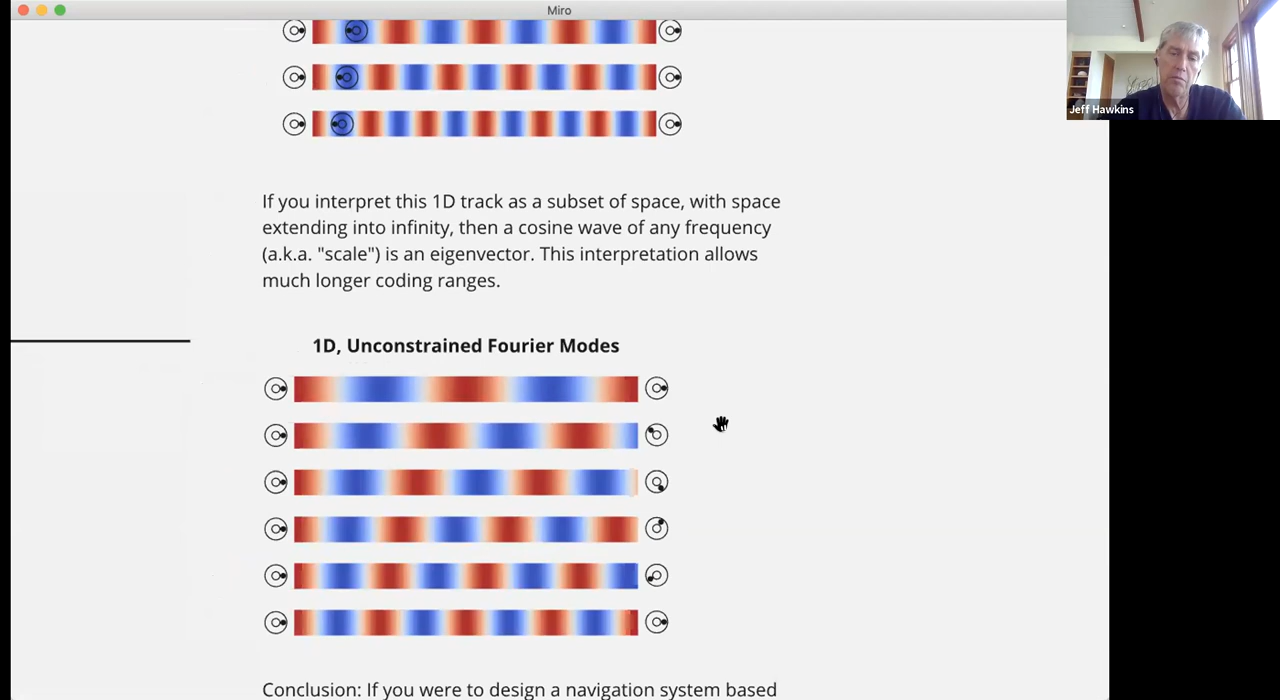 Miro
Jeff Hawkins
If you interpret this 1D track as a subset of space, with space
extending into infinity, then a cosine wave of any frequency
(a.k.a. "scale") is an eigenvector. This interpretation allows
much longer coding ranges.
1D, Unconstrained Fourier Modes
Conclusion: If you were to design a navigation system based